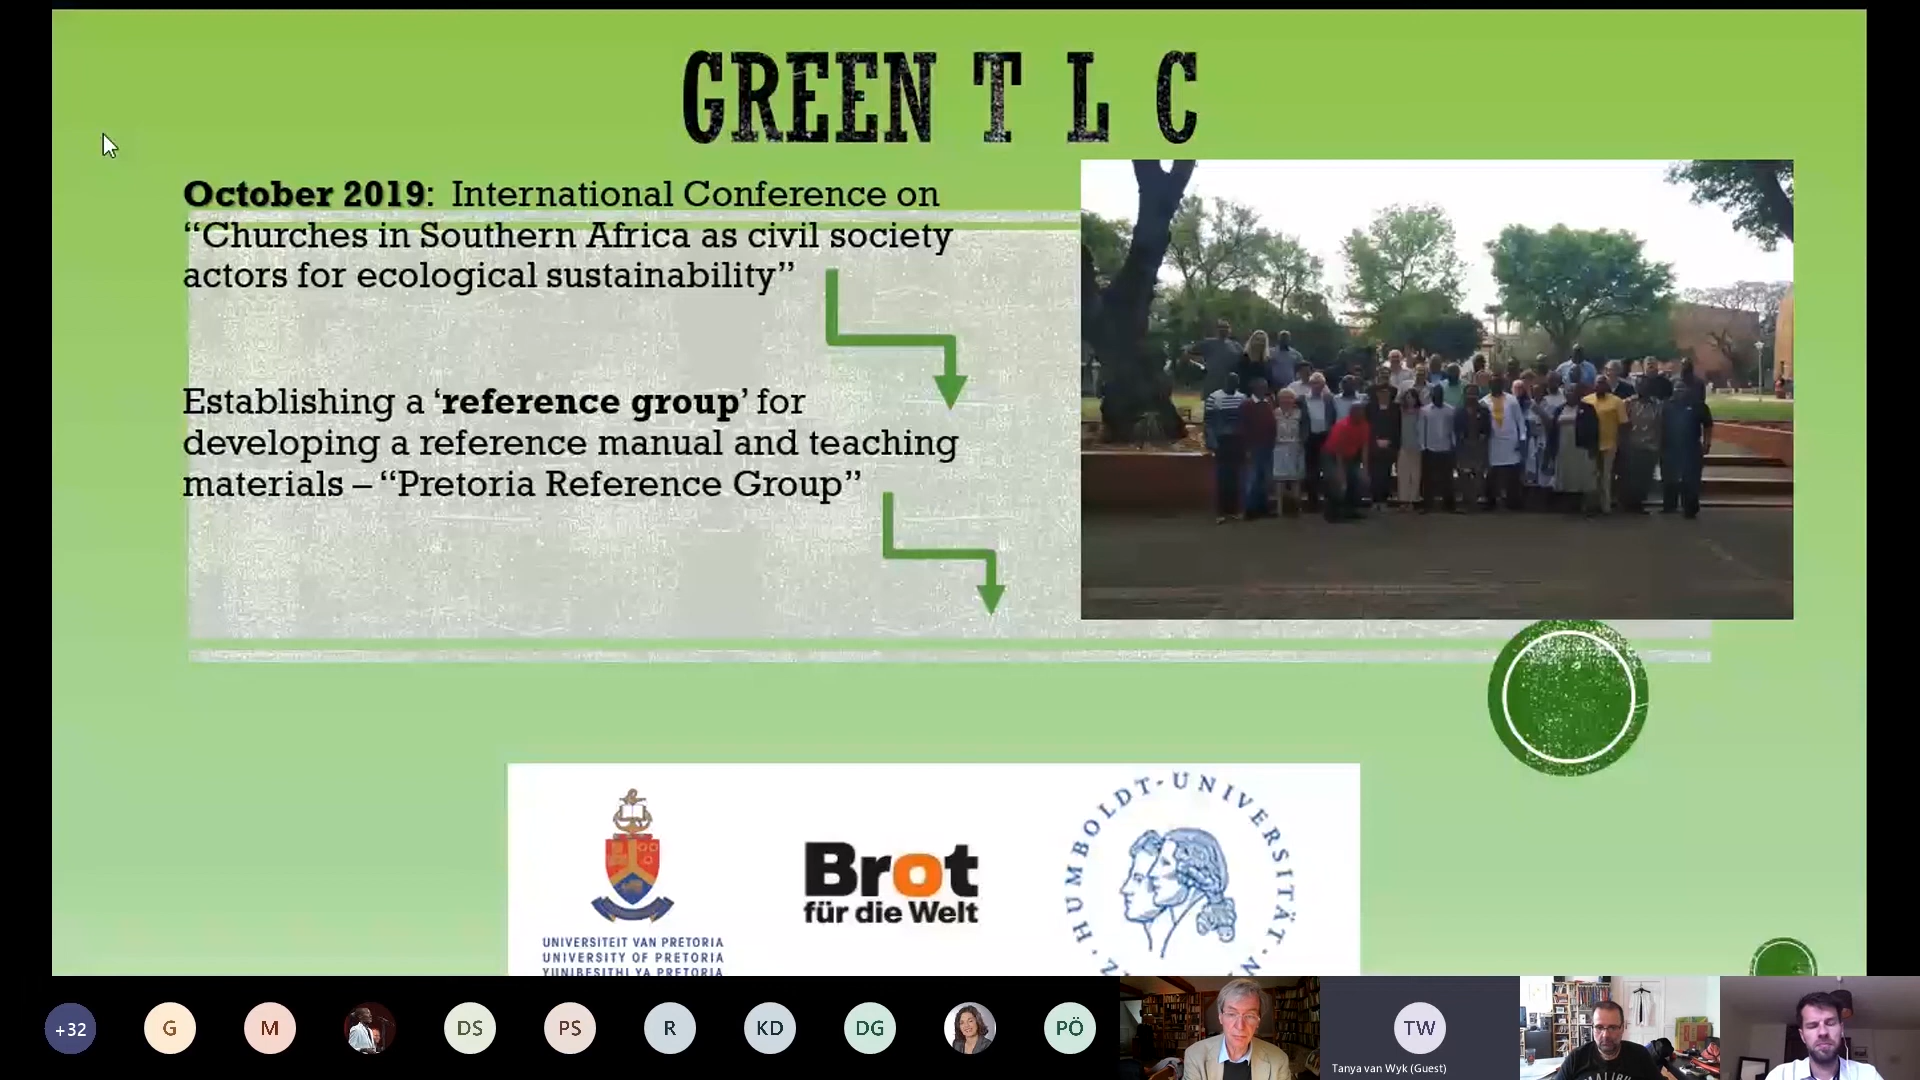 GREEN T L C
October 2019: International Conference on
“Churches in Southern Africa as civil society
actors for ecological sustainability”
Establishing a ‘reference group’ for
developing a reference manual and teaching
materials – “Pretoria Reference Group”
UNIVERSITEIT VAN PRETORIA
UNIVERSITY OF PRETORIA
YUNIBESITHI YA PRETORIA
Brot
für die Welt
HUMBOLDT-UNIVERSITÄT
+32
G
M
DS
PS
R
KD
DG
PÖ
TW
Tanya van Wyk (Guest)